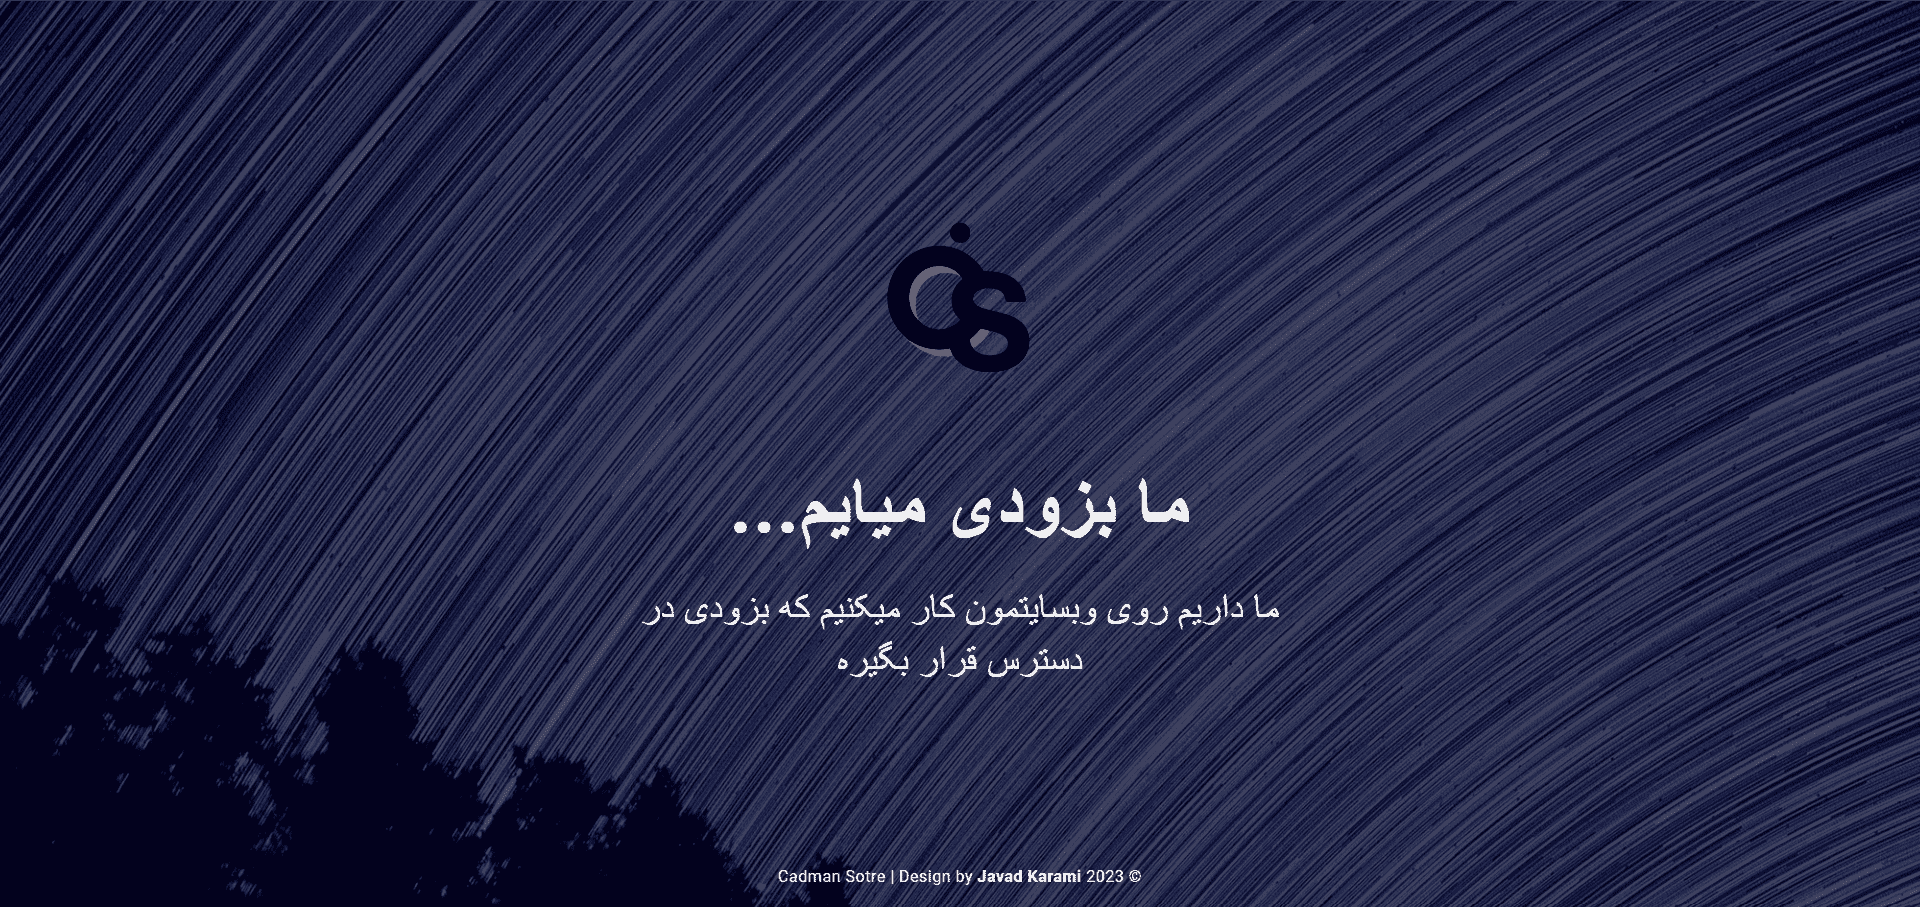 ما بزودی میایم...
ما داریم روی وبسایتمون کار میکنیم که بزودی در
دسترس قرار بگیره
Cadman Sotre | Design by Javad Karami 2023 ©